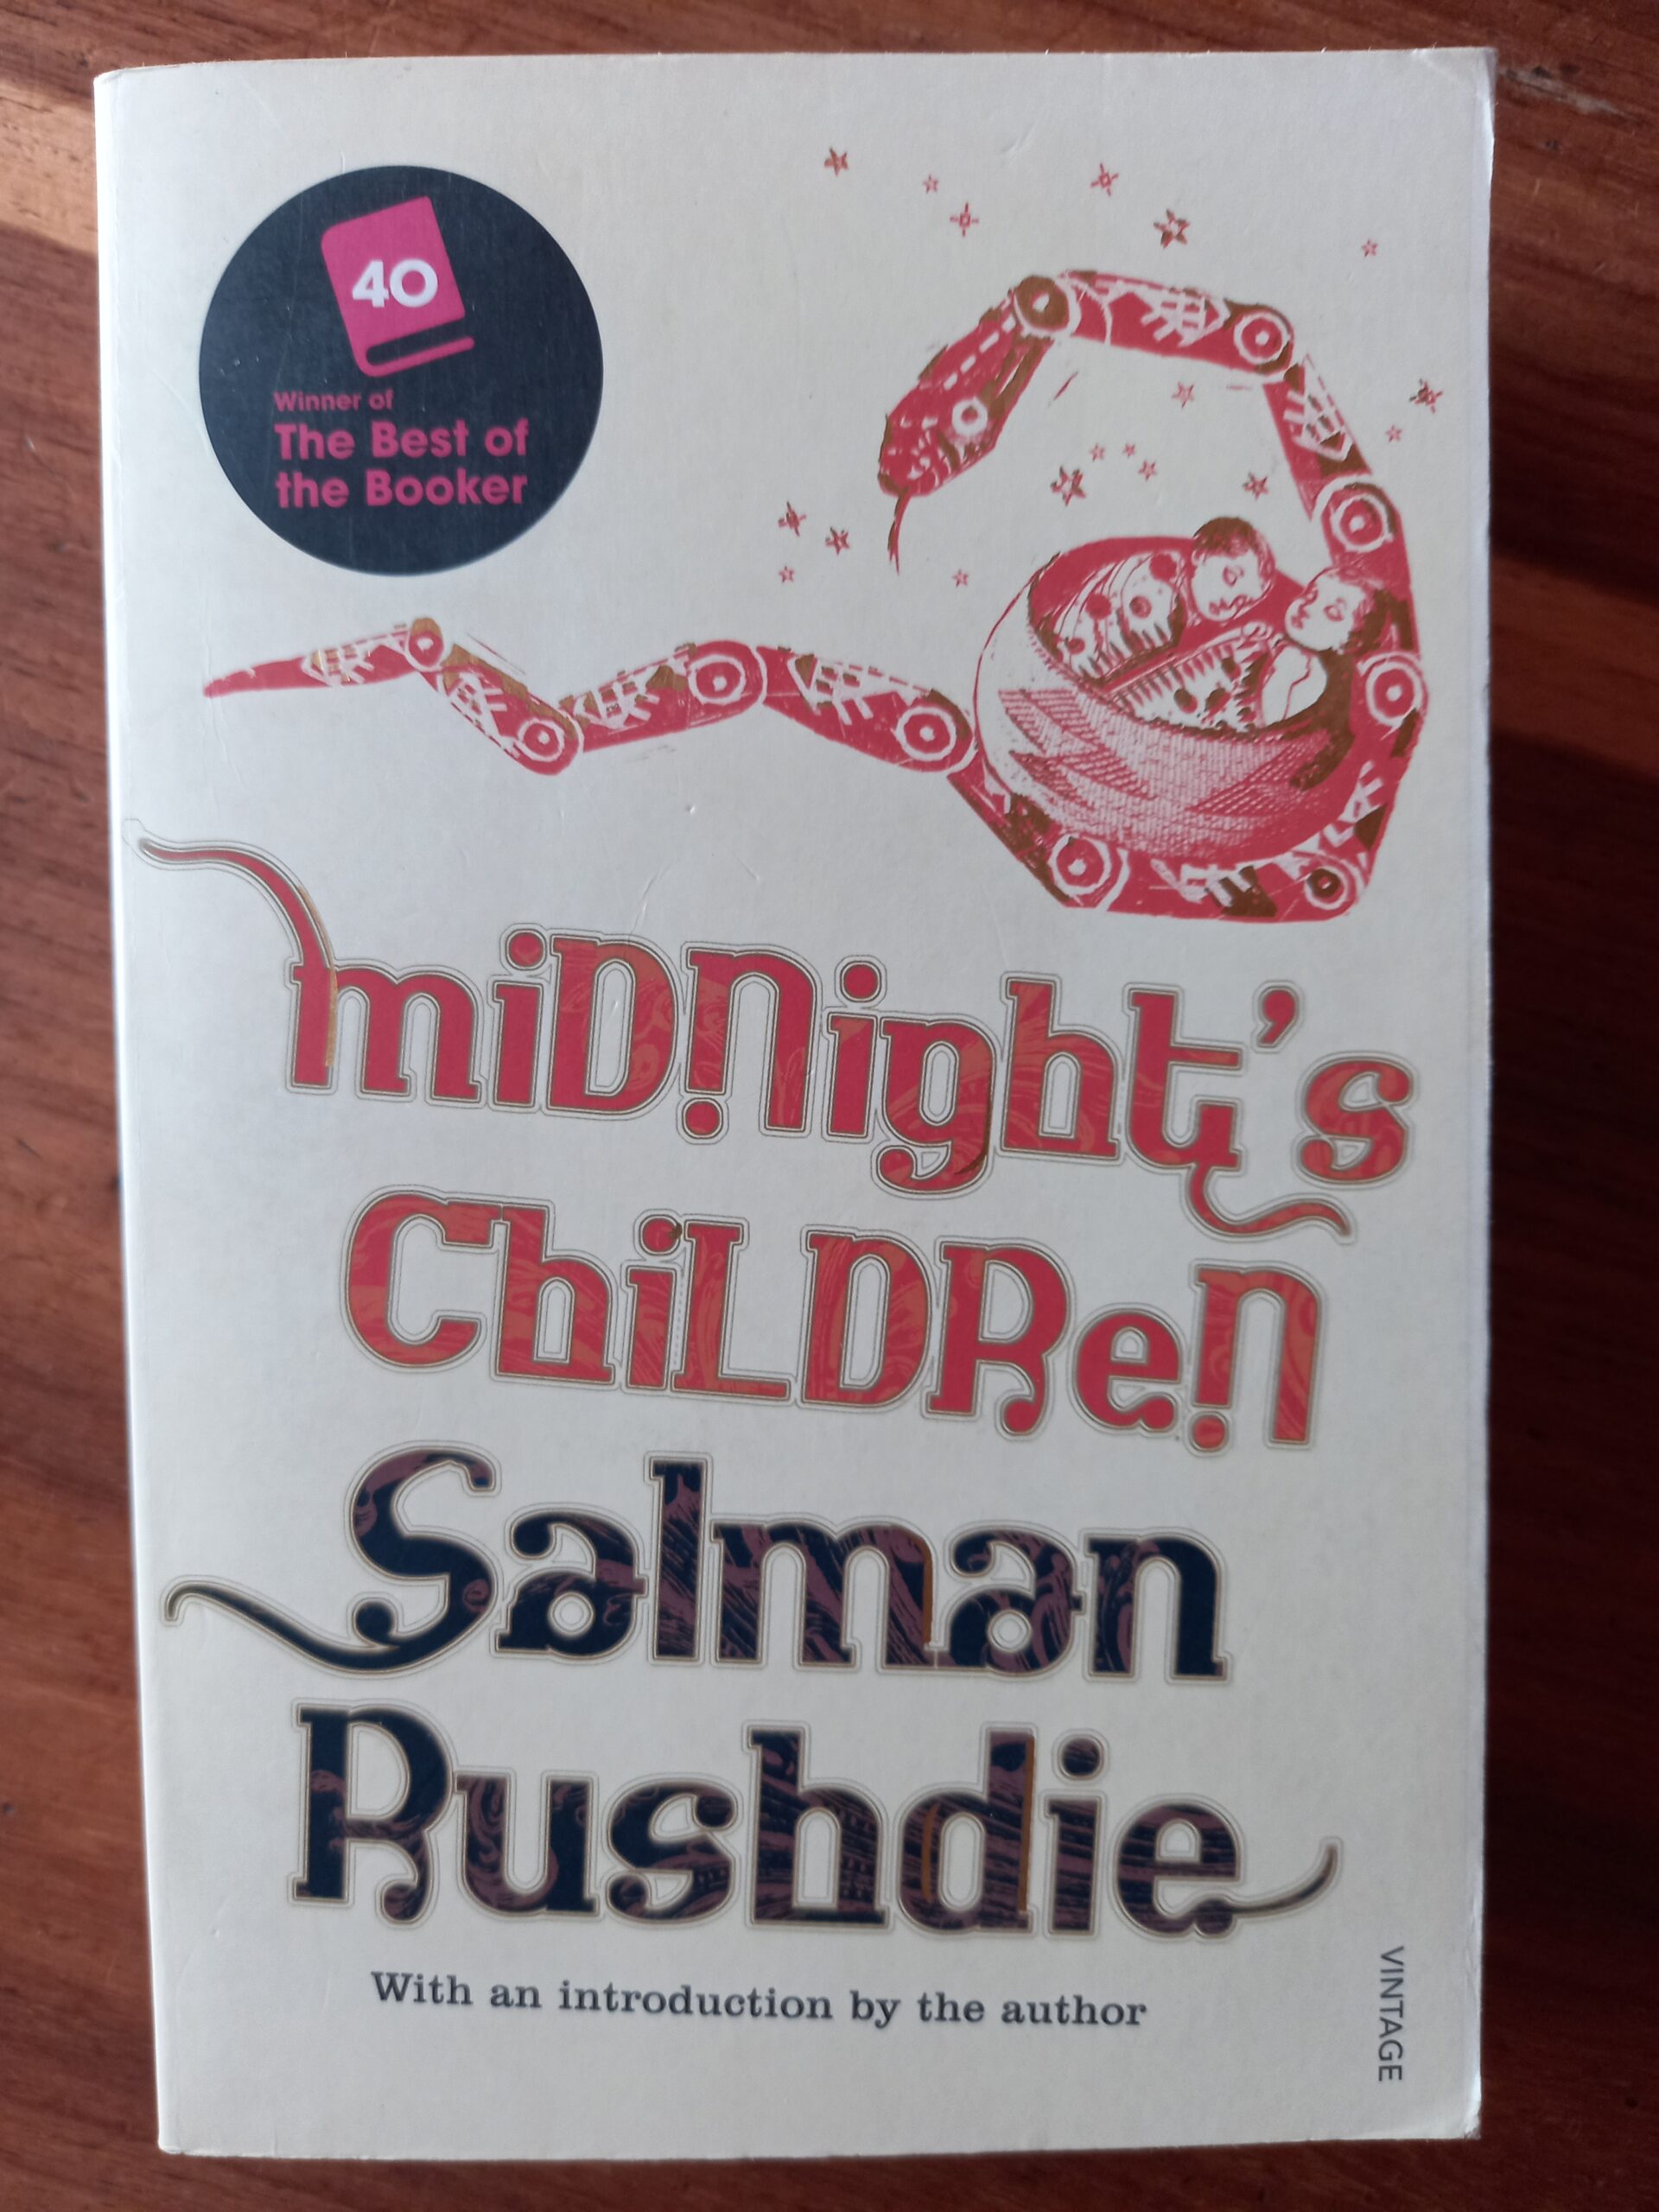 40
Winner of
The Best of
the Booker
miDnight's
ChiLDRen
Salman
Rushdie
With an introduction by the author
VINTAGE